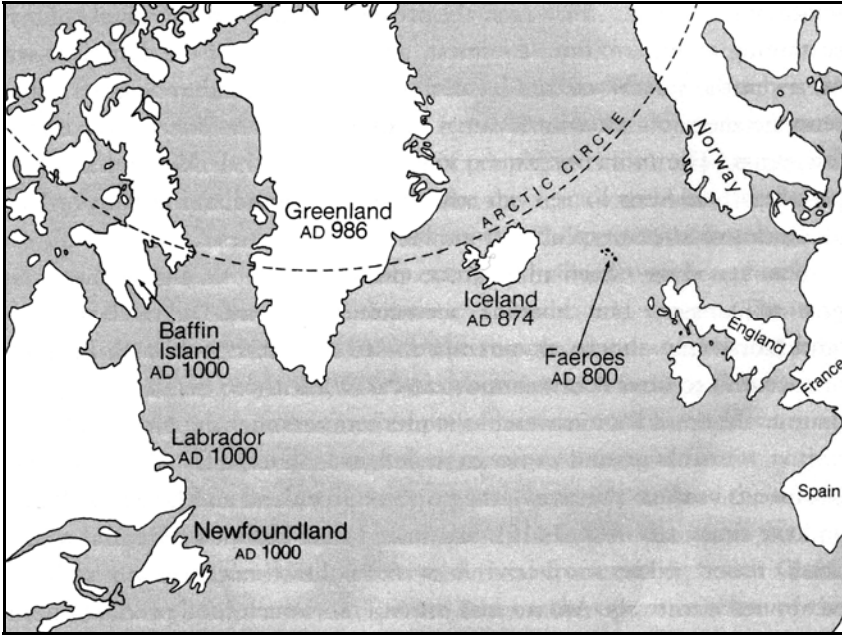 Norway
ARCTIC CIRCLE
Greenland
AD 986
Iceland
AD 874
Faeroes
AD 800
England
France
Spain
Baffin
Island
AD 1000
Labrador
AD 1000
Newfoundland
AD 1000